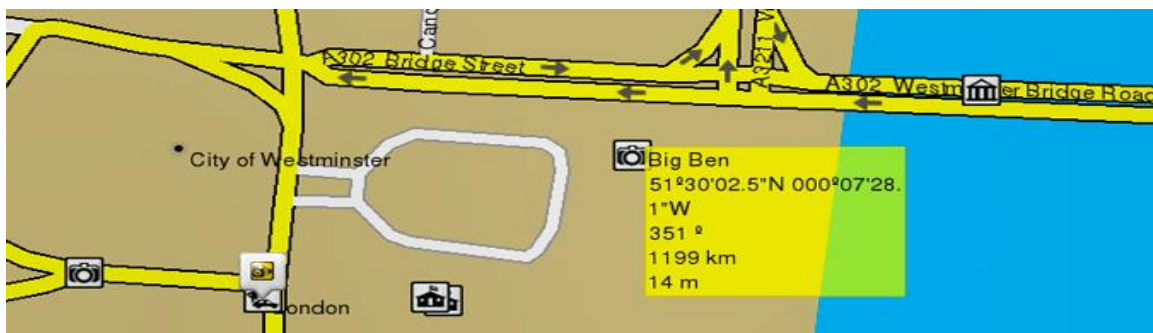 Canc
A302 Bridge Street
A3211 V
A302 Westm er Bridge Road
City of Westminster
Big Ben
51º30'02.5"N 000º07'28.
1"W
351 º
1199 km
14 m
London